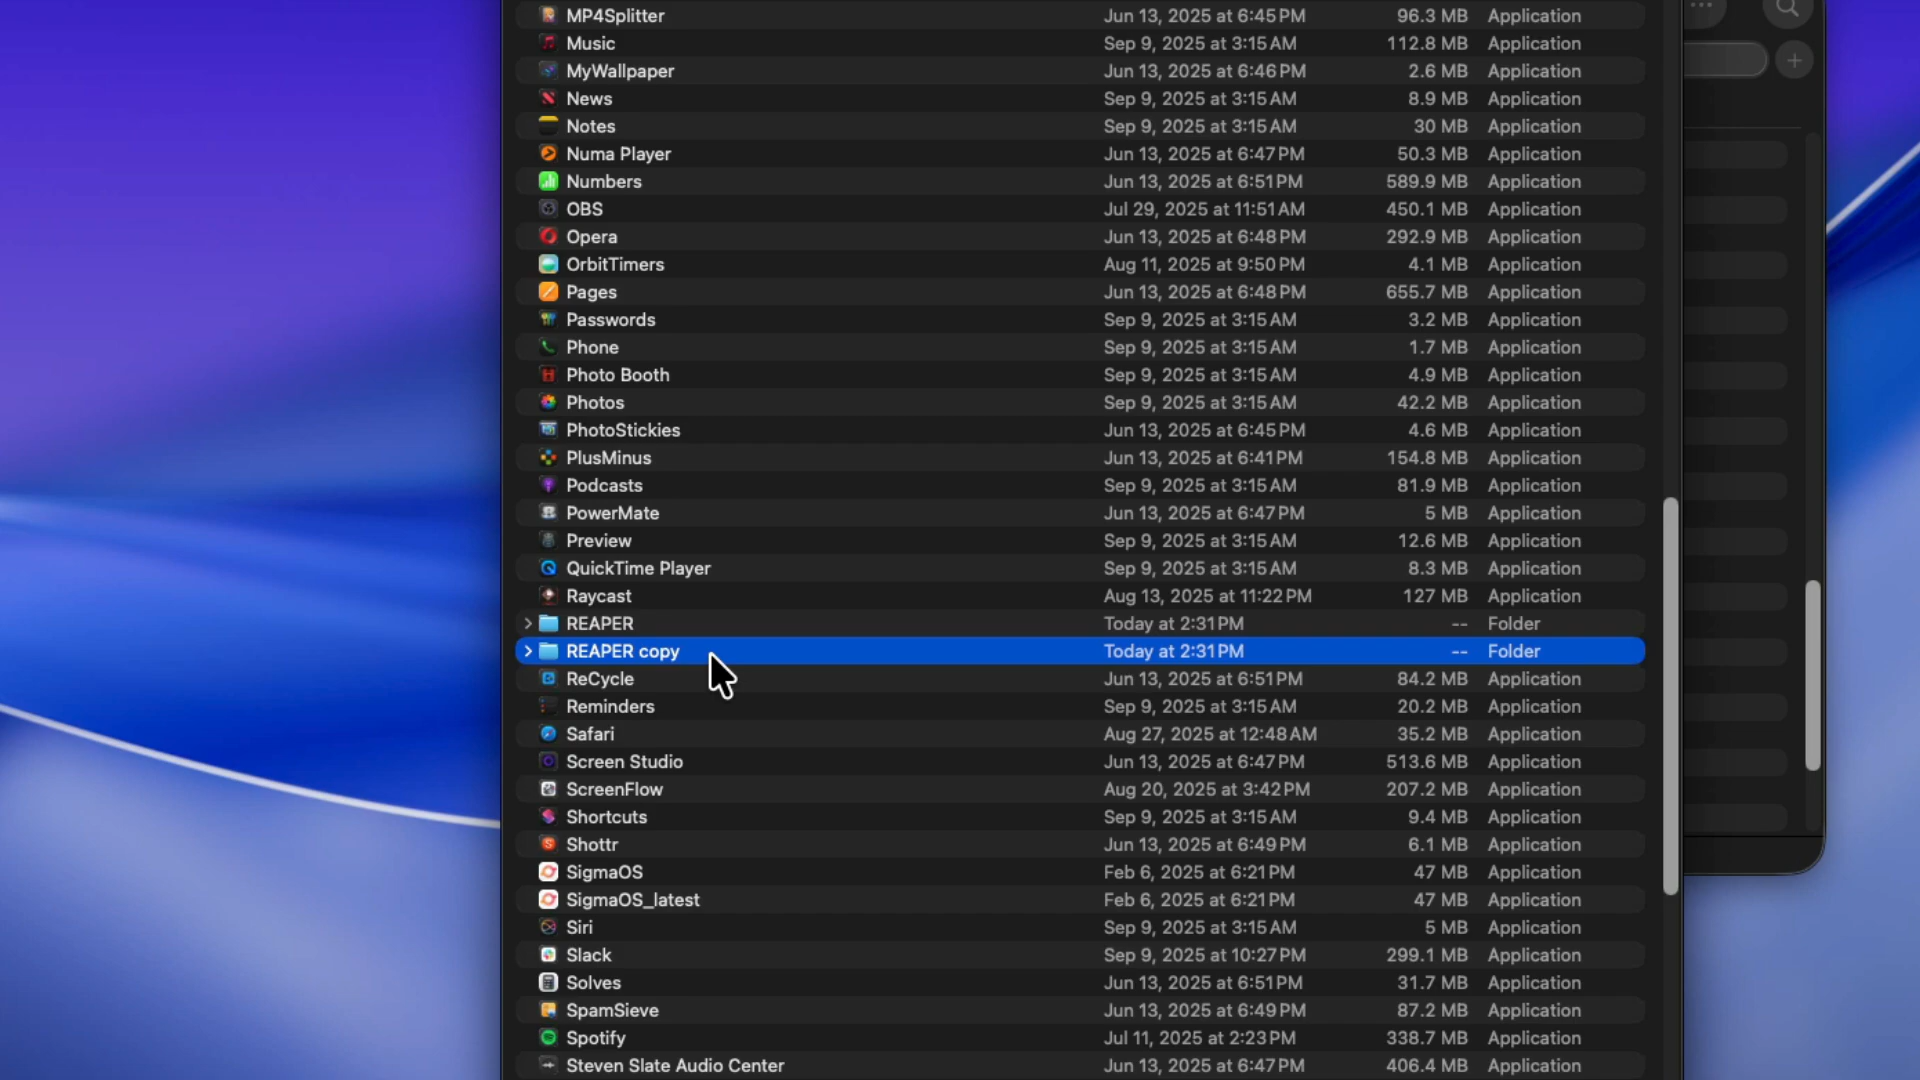 MP4Splitter Jun 13, 2025 at 6:45 PM 96.3 MB Application
Music Sep 9, 2025 at 3:15 AM 112.8 MB Application
MyWallpaper Jun 13, 2025 at 6:46 PM 2.6 MB Application
News Sep 9, 2025 at 3:15 AM 8.9 MB Application
Notes Sep 9, 2025 at 3:15 AM 30 MB Application
Numa Player Jun 13, 2025 at 6:47 PM 50.3 MB Application
Numbers Jun 13, 2025 at 6:51 PM 589.9 MB Application
OBS Jul 29, 2025 at 11:51 AM 450.1 MB Application
Opera Jun 13, 2025 at 6:48 PM 292.9 MB Application
OrbitTimers Aug 11, 2025 at 9:50 PM 4.1 MB Application
Pages Jun 13, 2025 at 6:48 PM 655.7 MB Application
Passwords Sep 9, 2025 at 3:15 AM 3.2 MB Application
Phone Sep 9, 2025 at 3:15 AM 1.7 MB Application
Photo Booth Sep 9, 2025 at 3:15 AM 4.9 MB Application
Photos Sep 9, 2025 at 3:15 AM 42.2 MB Application
PhotoStickies Jun 13, 2025 at 6:45 PM 4.6 MB Application
PlusMinus Jun 13, 2025 at 6:41 PM 154.8 MB Application
Podcasts Sep 9, 2025 at 3:15 AM 81.9 MB Application
PowerMate Jun 13, 2025 at 6:47 PM 5 MB Application
Preview Sep 9, 2025 at 3:15 AM 12.6 MB Application
QuickTime Player Sep 9, 2025 at 3:15 AM 8.3 MB Application
Raycast Aug 13, 2025 at 11:22 PM 127 MB Application
REAPER Today at 2:31 PM -- Folder
REAPER copy Today at 2:31 PM -- Folder
ReCycle Jun 13, 2025 at 6:51 PM 84.2 MB Application
Reminders Sep 9, 2025 at 3:15 AM 20.2 MB Application
Safari Aug 27, 2025 at 12:48 AM 35.2 MB Application
Screen Studio Jun 13, 2025 at 6:47 PM 513.6 MB Application
ScreenFlow Aug 20, 2025 at 3:42 PM 207.2 MB Application
Shortcuts Sep 9, 2025 at 3:15 AM 9.4 MB Application
Shottr Jun 13, 2025 at 6:49 PM 6.1 MB Application
SigmaOS Feb 6, 2025 at 6:21 PM 47 MB Application
SigmaOS_latest Feb 6, 2025 at 6:21 PM 47 MB Application
Siri Sep 9, 2025 at 3:15 AM 5 MB Application
Slack Sep 9, 2025 at 10:27 PM 299.1 MB Application
Solves Jun 13, 2025 at 6:51 PM 31.7 MB Application
SpamSieve Jun 13, 2025 at 6:49 PM 87.2 MB Application
Spotify Jul 11, 2025 at 2:23 PM 338.7 MB Application
Steven Slate Audio Center Jun 13, 2025 at 6:47 PM 406.4 MB Application